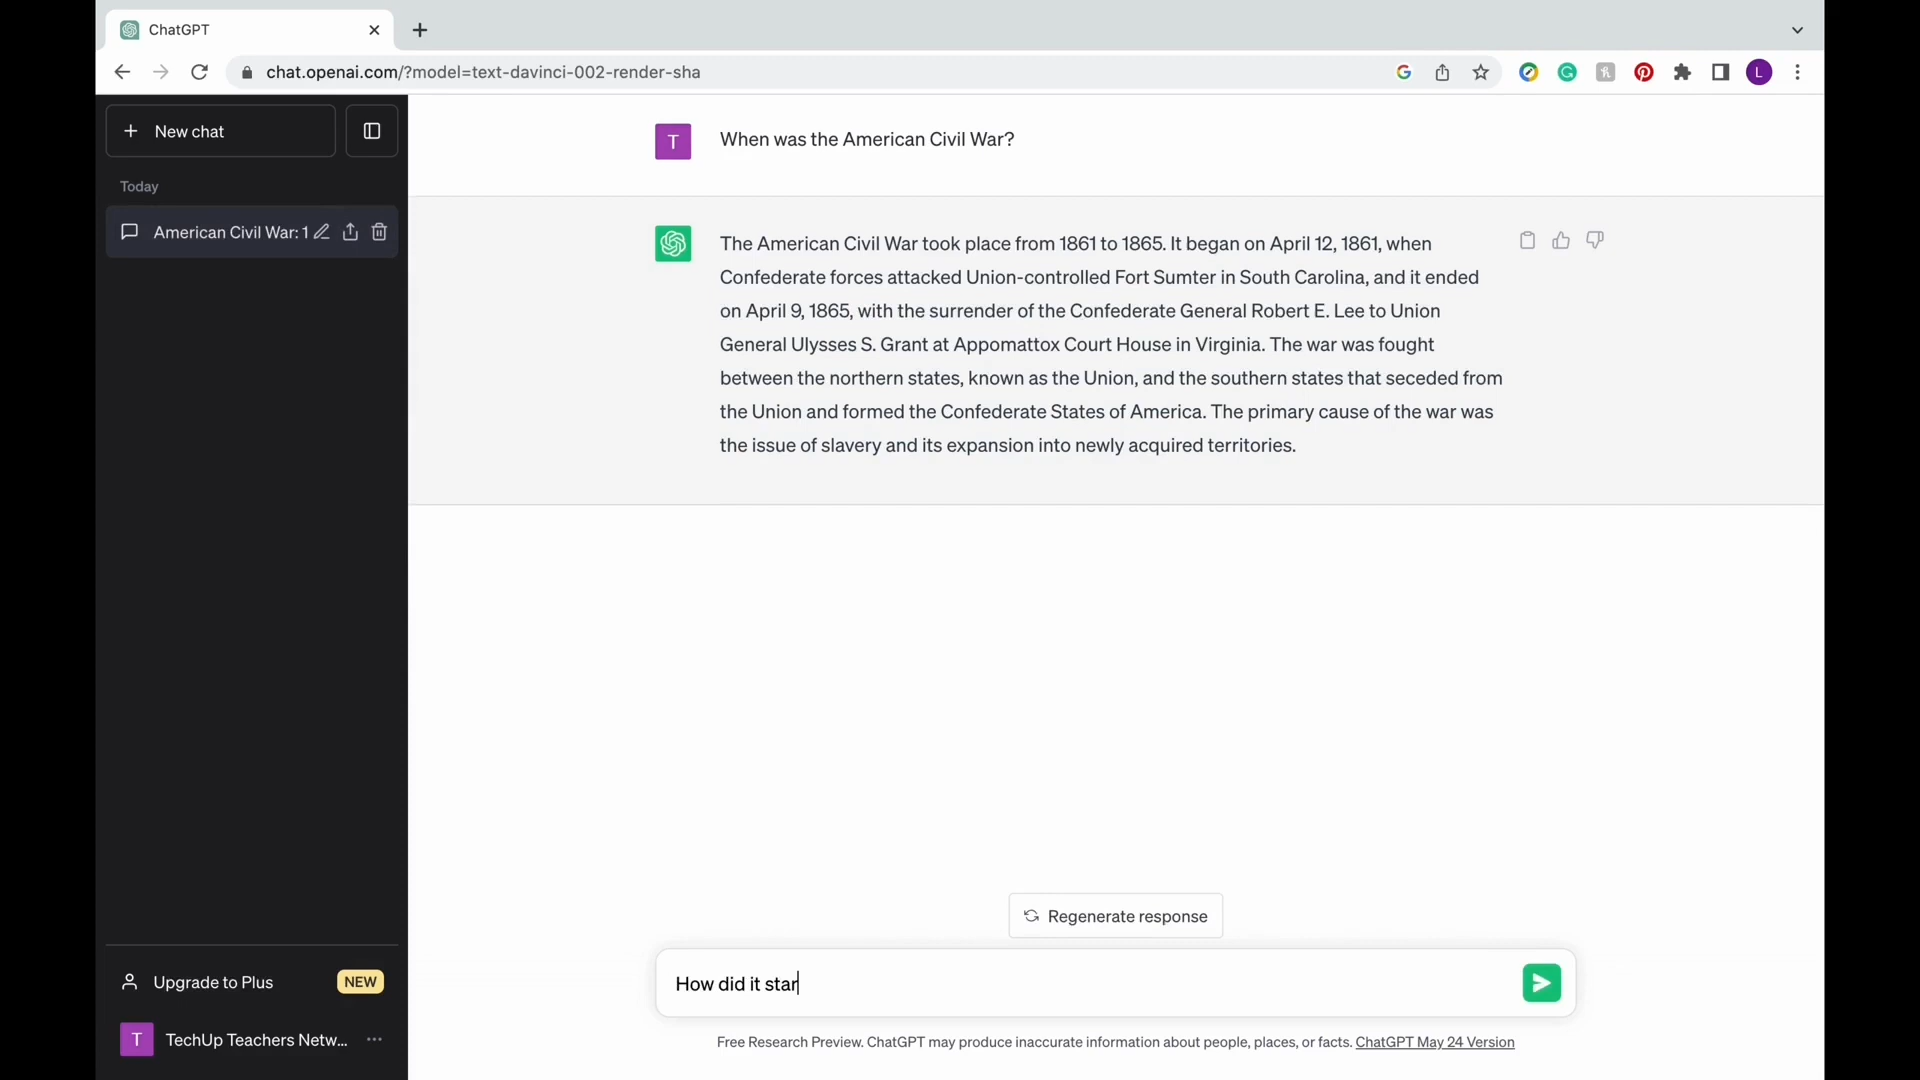 ChatGPT
chat.openai.com/?model=text-davinci-002-render-sha
L
New chat
Today
American Civil War: 1
T
When was the American Civil War?
The American Civil War took place from 1861 to 1865. It began on April 12, 1861, when
Confederate forces attacked Union-controlled Fort Sumter in South Carolina, and it ended
on April 9, 1865, with the surrender of the Confederate General Robert E. Lee to Union
General Ulysses S. Grant at Appomattox Court House in Virginia. The war was fought
between the northern states, known as the Union, and the southern states that seceded from
the Union and formed the Confederate States of America. The primary cause of the war was
the issue of slavery and its expansion into newly acquired territories.
Regenerate response
How did it star
Free Research Preview. ChatGPT may produce inaccurate information about people, places, or facts. ChatGPT May 24 Version
Upgrade to Plus NEW
T TechUp Teachers Netw...